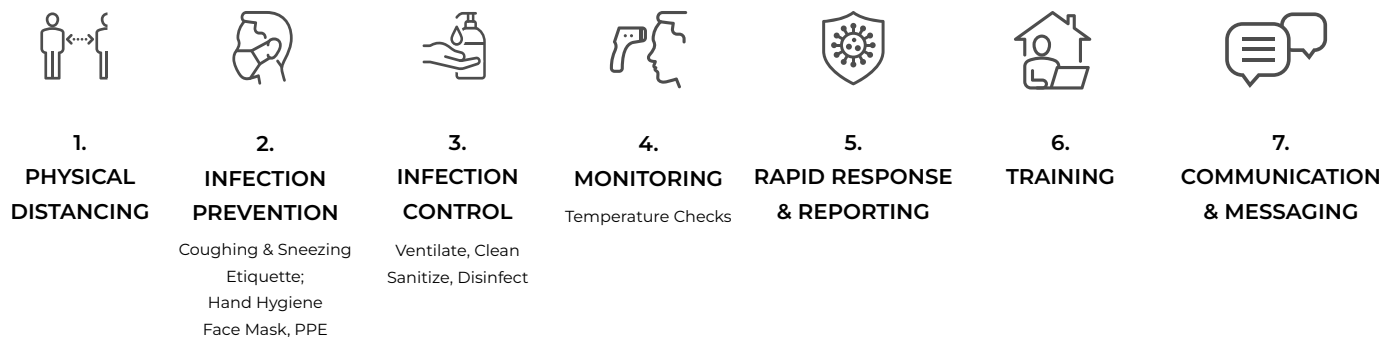 1.
PHYSICAL
DISTANCING
2.
INFECTION
PREVENTION
Coughing & Sneezing
Etiquette;
Hand Hygiene
Face Mask, PPE
3.
INFECTION
CONTROL
Ventilate, Clean
Sanitize, Disinfect
4.
MONITORING
Temperature Checks
5.
RAPID RESPONSE
& REPORTING
6.
TRAINING
7.
COMMUNICATION
& MESSAGING